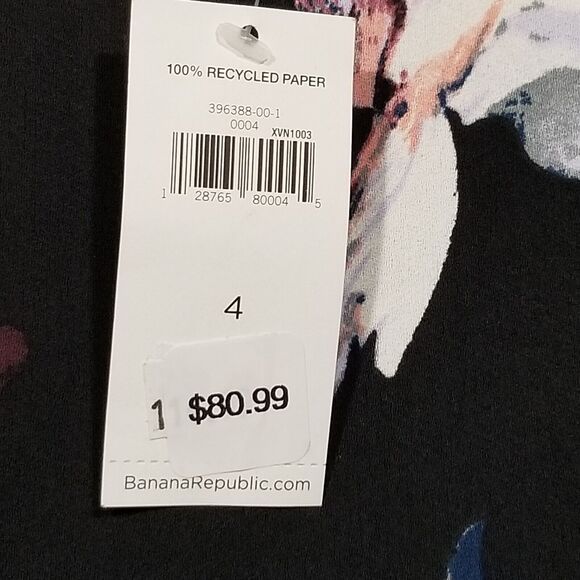 100% RECYCLED PAPER
396388-00-1
0004 XVN1003
1 28765 80004 5
4
1 $80.99
BananaRepublic.com